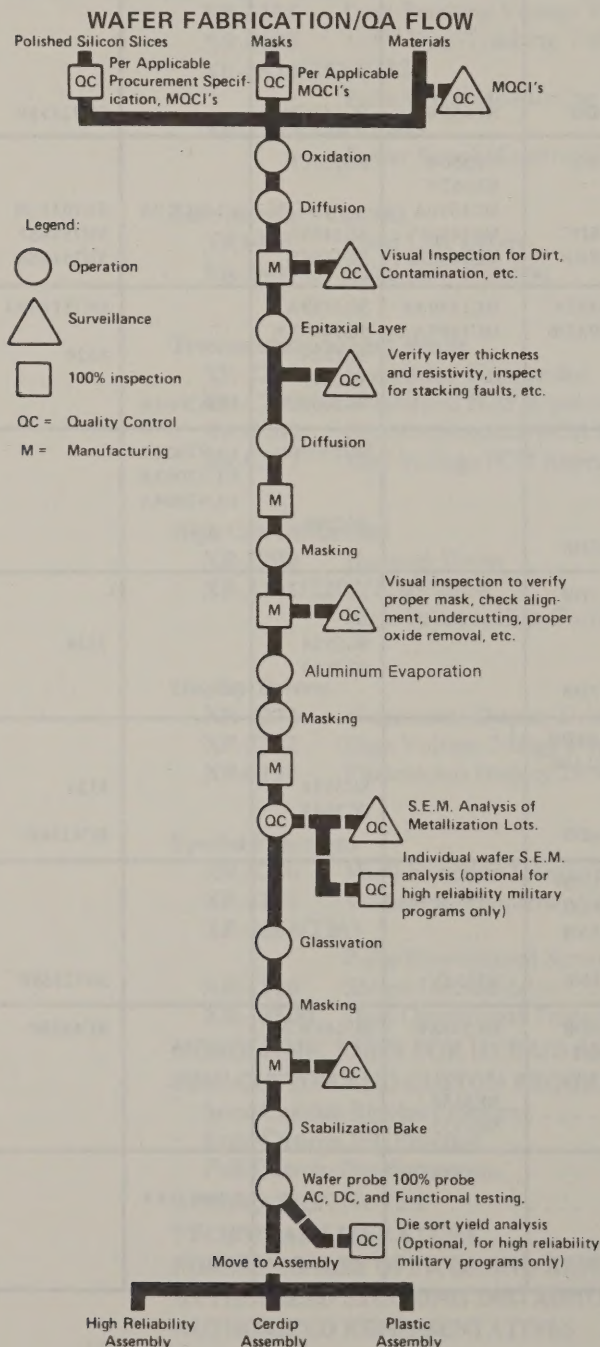 WAFER FABRICATION/QA FLOW
Polished Silicon Slices
Masks
Materials
QC
Per Applicable
Procurement Specif-
ication, MQCI's
QC
Per Applicable
MQCI's
QC
MQCI's
Oxidation
Diffusion
Legend:
Operation
Surveillance
100% inspection
QC = Quality Control
M = Manufacturing
M
QC
Visual Inspection for Dirt,
Contamination, etc.
Epitaxial Layer
QC
Verify layer thickness
and resistivity, inspect
for stacking faults, etc.
Diffusion
M
Masking
M
QC
Visual inspection to verify
proper mask, check align-
ment, undercutting, proper
oxide removal, etc.
Aluminum Evaporation
Masking
M
QC
QC
S.E.M. Analysis of
Metallization Lots.
QC
Individual wafer S.E.M.
analysis (optional for
high reliability military
programs only)
Glassivation
Masking
M
QC
Stabilization Bake
Wafer probe 100% probe
AC, DC, and Functional testing.
QC
Die sort yield analysis
(Optional, for high reliability
military programs only)
Move to Assembly
High Reliability
Assembly
Cerdip
Assembly
Plastic
Assembly